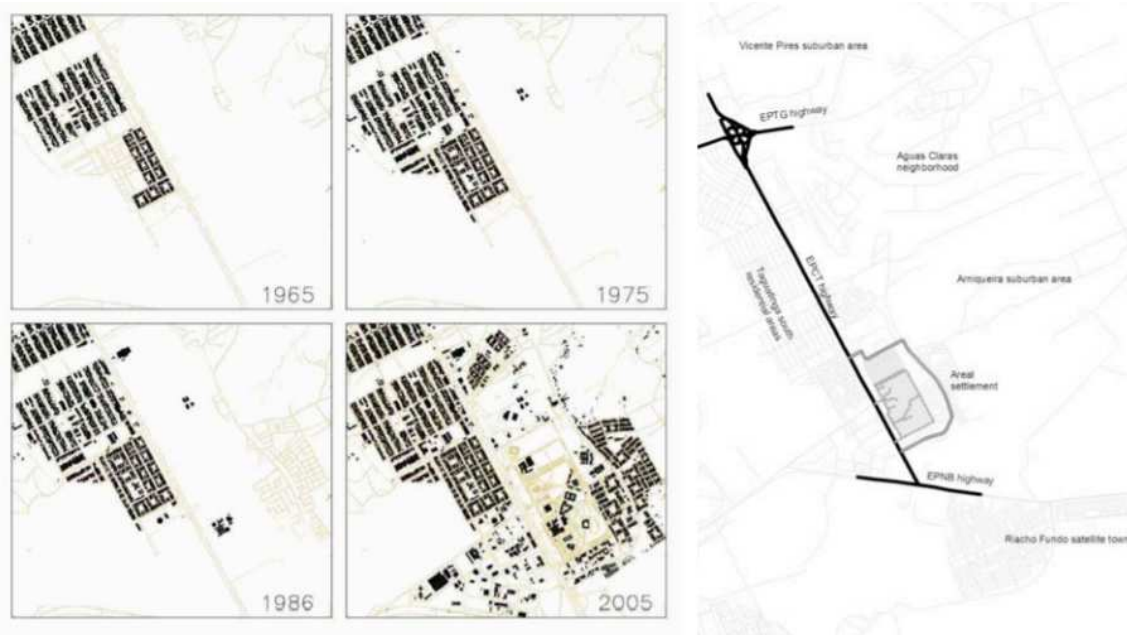 1965
1975
1986
2005
Vicente Pires suburban area
EPTG highway
Aguas Claras
neighborhood
EPCT highway
Taguatinga south
residential areas
Arniqueira suburban area
Areal
settlement
EPNB highway
Riacho Fundo satellite town